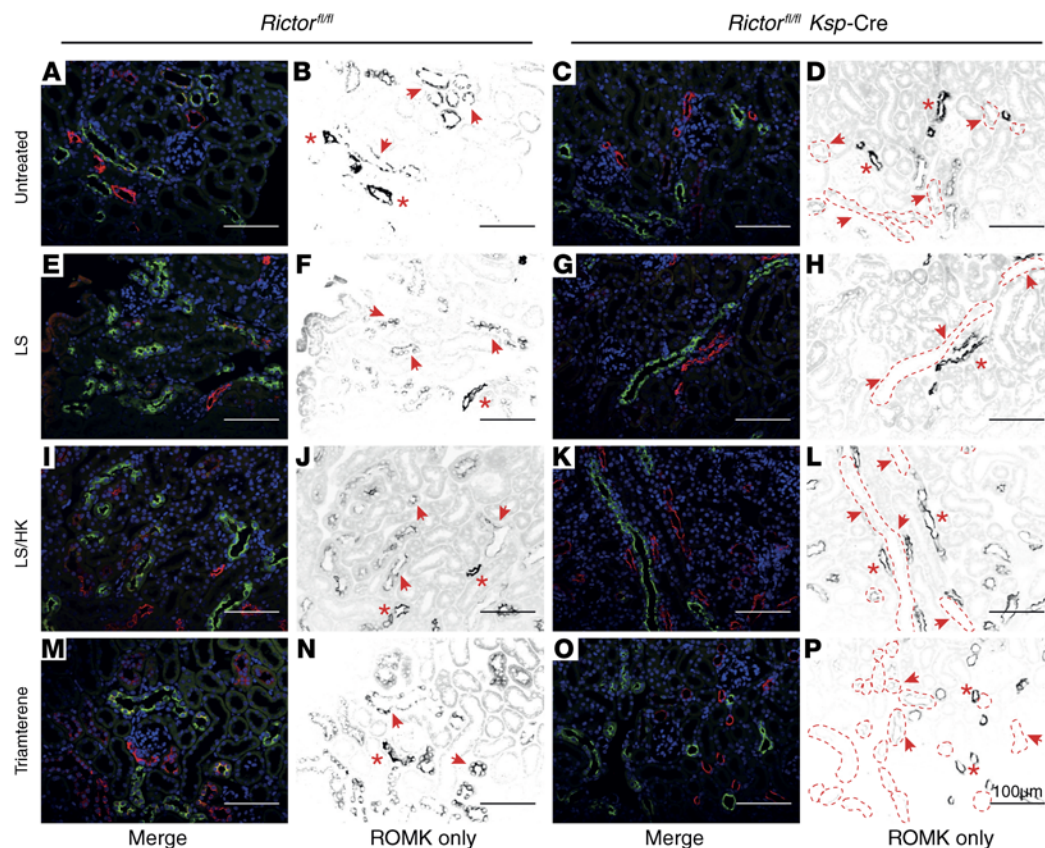 Rictor^fl/fl Rictor^fl/fl Ksp-Cre
A B C D
Untreated
* * * *
E F G H
LS
* *
I J K L
LS/HK
* * * *
M N O P
Triamterene
* * *
100μm
Merge ROMK only Merge ROMK only